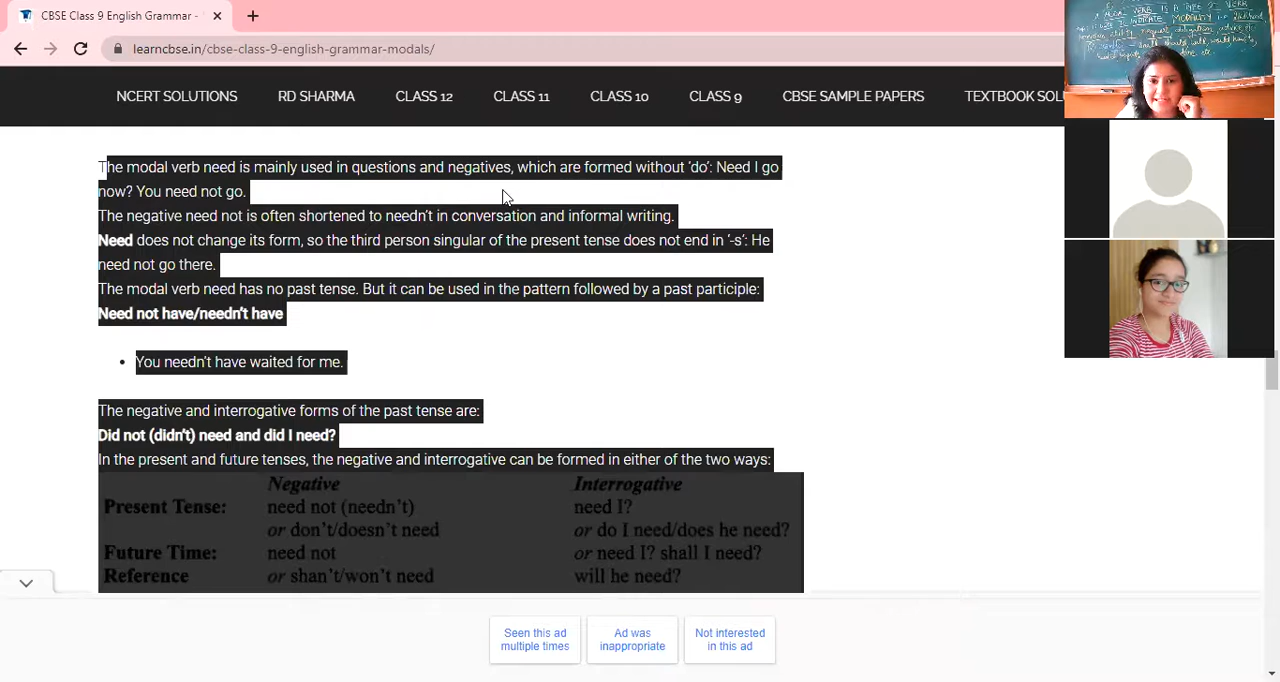 CBSE Class 9 English Grammar -
learncbse.in/cbse-class-9-english-grammar-modals/
NCERT SOLUTIONS RD SHARMA CLASS 12 CLASS 11 CLASS 10 CLASS 9 CBSE SAMPLE PAPERS TEXTBOOK SOLU
The modal verb need is mainly used in questions and negatives, which are formed without ‘do’: Need I go
now? You need not go.
The negative need not is often shortened to needn’t in conversation and informal writing.
Need does not change its form, so the third person singular of the present tense does not end in ‘-s’: He
need not go there.
The modal verb need has no past tense. But it can be used in the pattern followed by a past participle:
Need not have/needn’t have
• You needn’t have waited for me.
The negative and interrogative forms of the past tense are:
Did not (didn’t) need and did I need?
In the present and future tenses, the negative and interrogative can be formed in either of the two ways:
Negative Interrogative
Present Tense: need not (needn’t) need I?
or don’t/doesn’t need or do I need/does he need?
Future Time: need not or need I? shall I need?
Reference or shan’t/won’t need will he need?
Seen this ad
multiple times
Ad was
inappropriate
Not interested
in this ad
VERB IS A TYPE VERB
INDICATE MODALITY